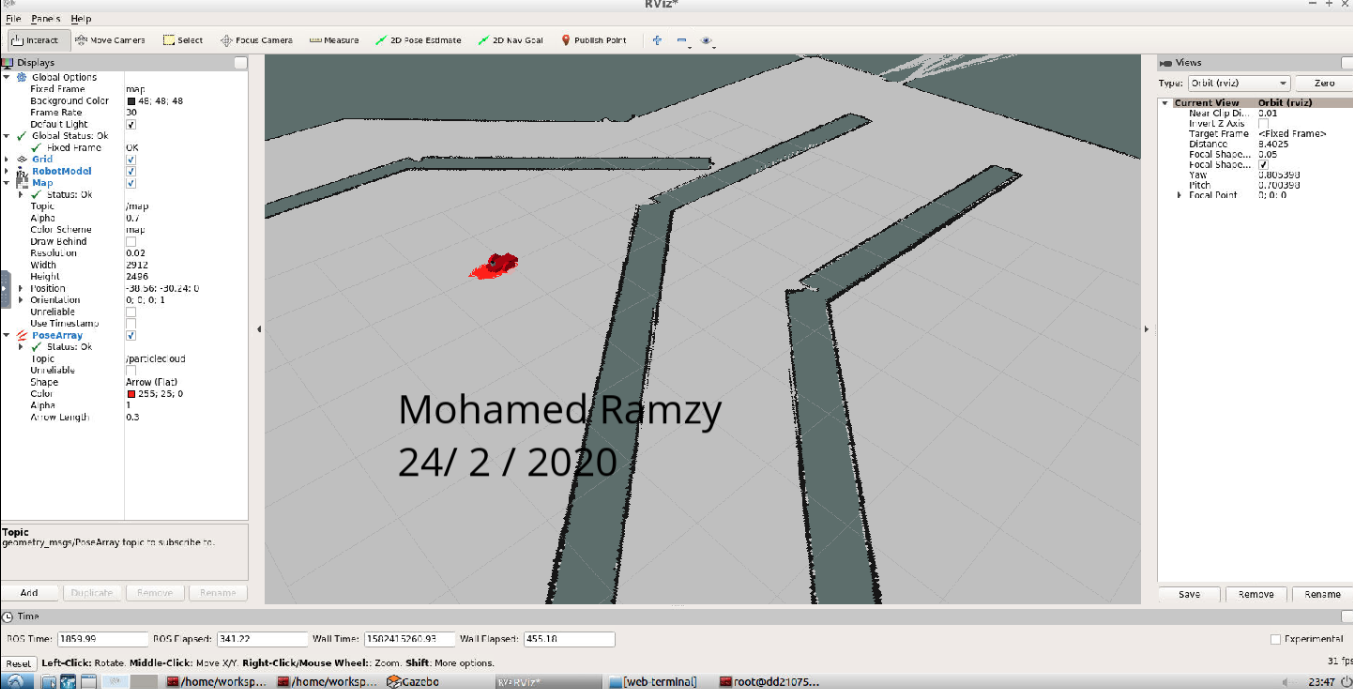 RViz*
File Panels Help
Interact Move Camera Select Focus Camera Measure 2D Pose Estimate 2D Nav Goal Publish Point
Displays
Global Options
Fixed Frame map
Background Color 48; 48; 48
Frame Rate 30
Default Light
Global Status: Ok
Fixed Frame OK
Grid
RobotModel
Map
Status: Ok
Topic /map
Alpha 0.7
Color Scheme map
Draw Behind
Resolution 0.02
Width 2912
Height 2496
Position -38.56; -30.24; 0
Orientation 0; 0; 0; 1
Unreliable
Use Timestamp
PoseArray
Status: Ok
Topic /particlecloud
Unreliable
Shape Arrow (Flat)
Color 255; 25; 0
Alpha 1
Arrow Length 0.3
Topic
geometry_msgs/PoseArray topic to subscribe to.
Add Duplicate Remove Rename
Mohamed Ramzy
24/ 2 / 2020
Views
Type: Orbit (rviz) Zero
Current View Orbit (rviz)
Near Clip Di... 0.01
Invert Z Axis
Target Frame <Fixed Frame>
Distance 8.4025
Focal Shape... 0.05
Focal Shape...
Yaw 0.805398
Pitch 0.700398
Focal Point 0; 0; 0
Save Remove Rename
Time
ROS Time: 1859.99 ROS Elapsed: 341.22 Wall Time: 1582415260.93 Wall Elapsed: 455.18 Experimental
Reset Left-Click: Rotate. Middle-Click: Move X/Y. Right-Click/Mouse Wheel:: Zoom. Shift: More options. 31 fps
/home/worksp... /home/worksp... Gazebo RViz* [web-terminal] root@dd21075... 23:47